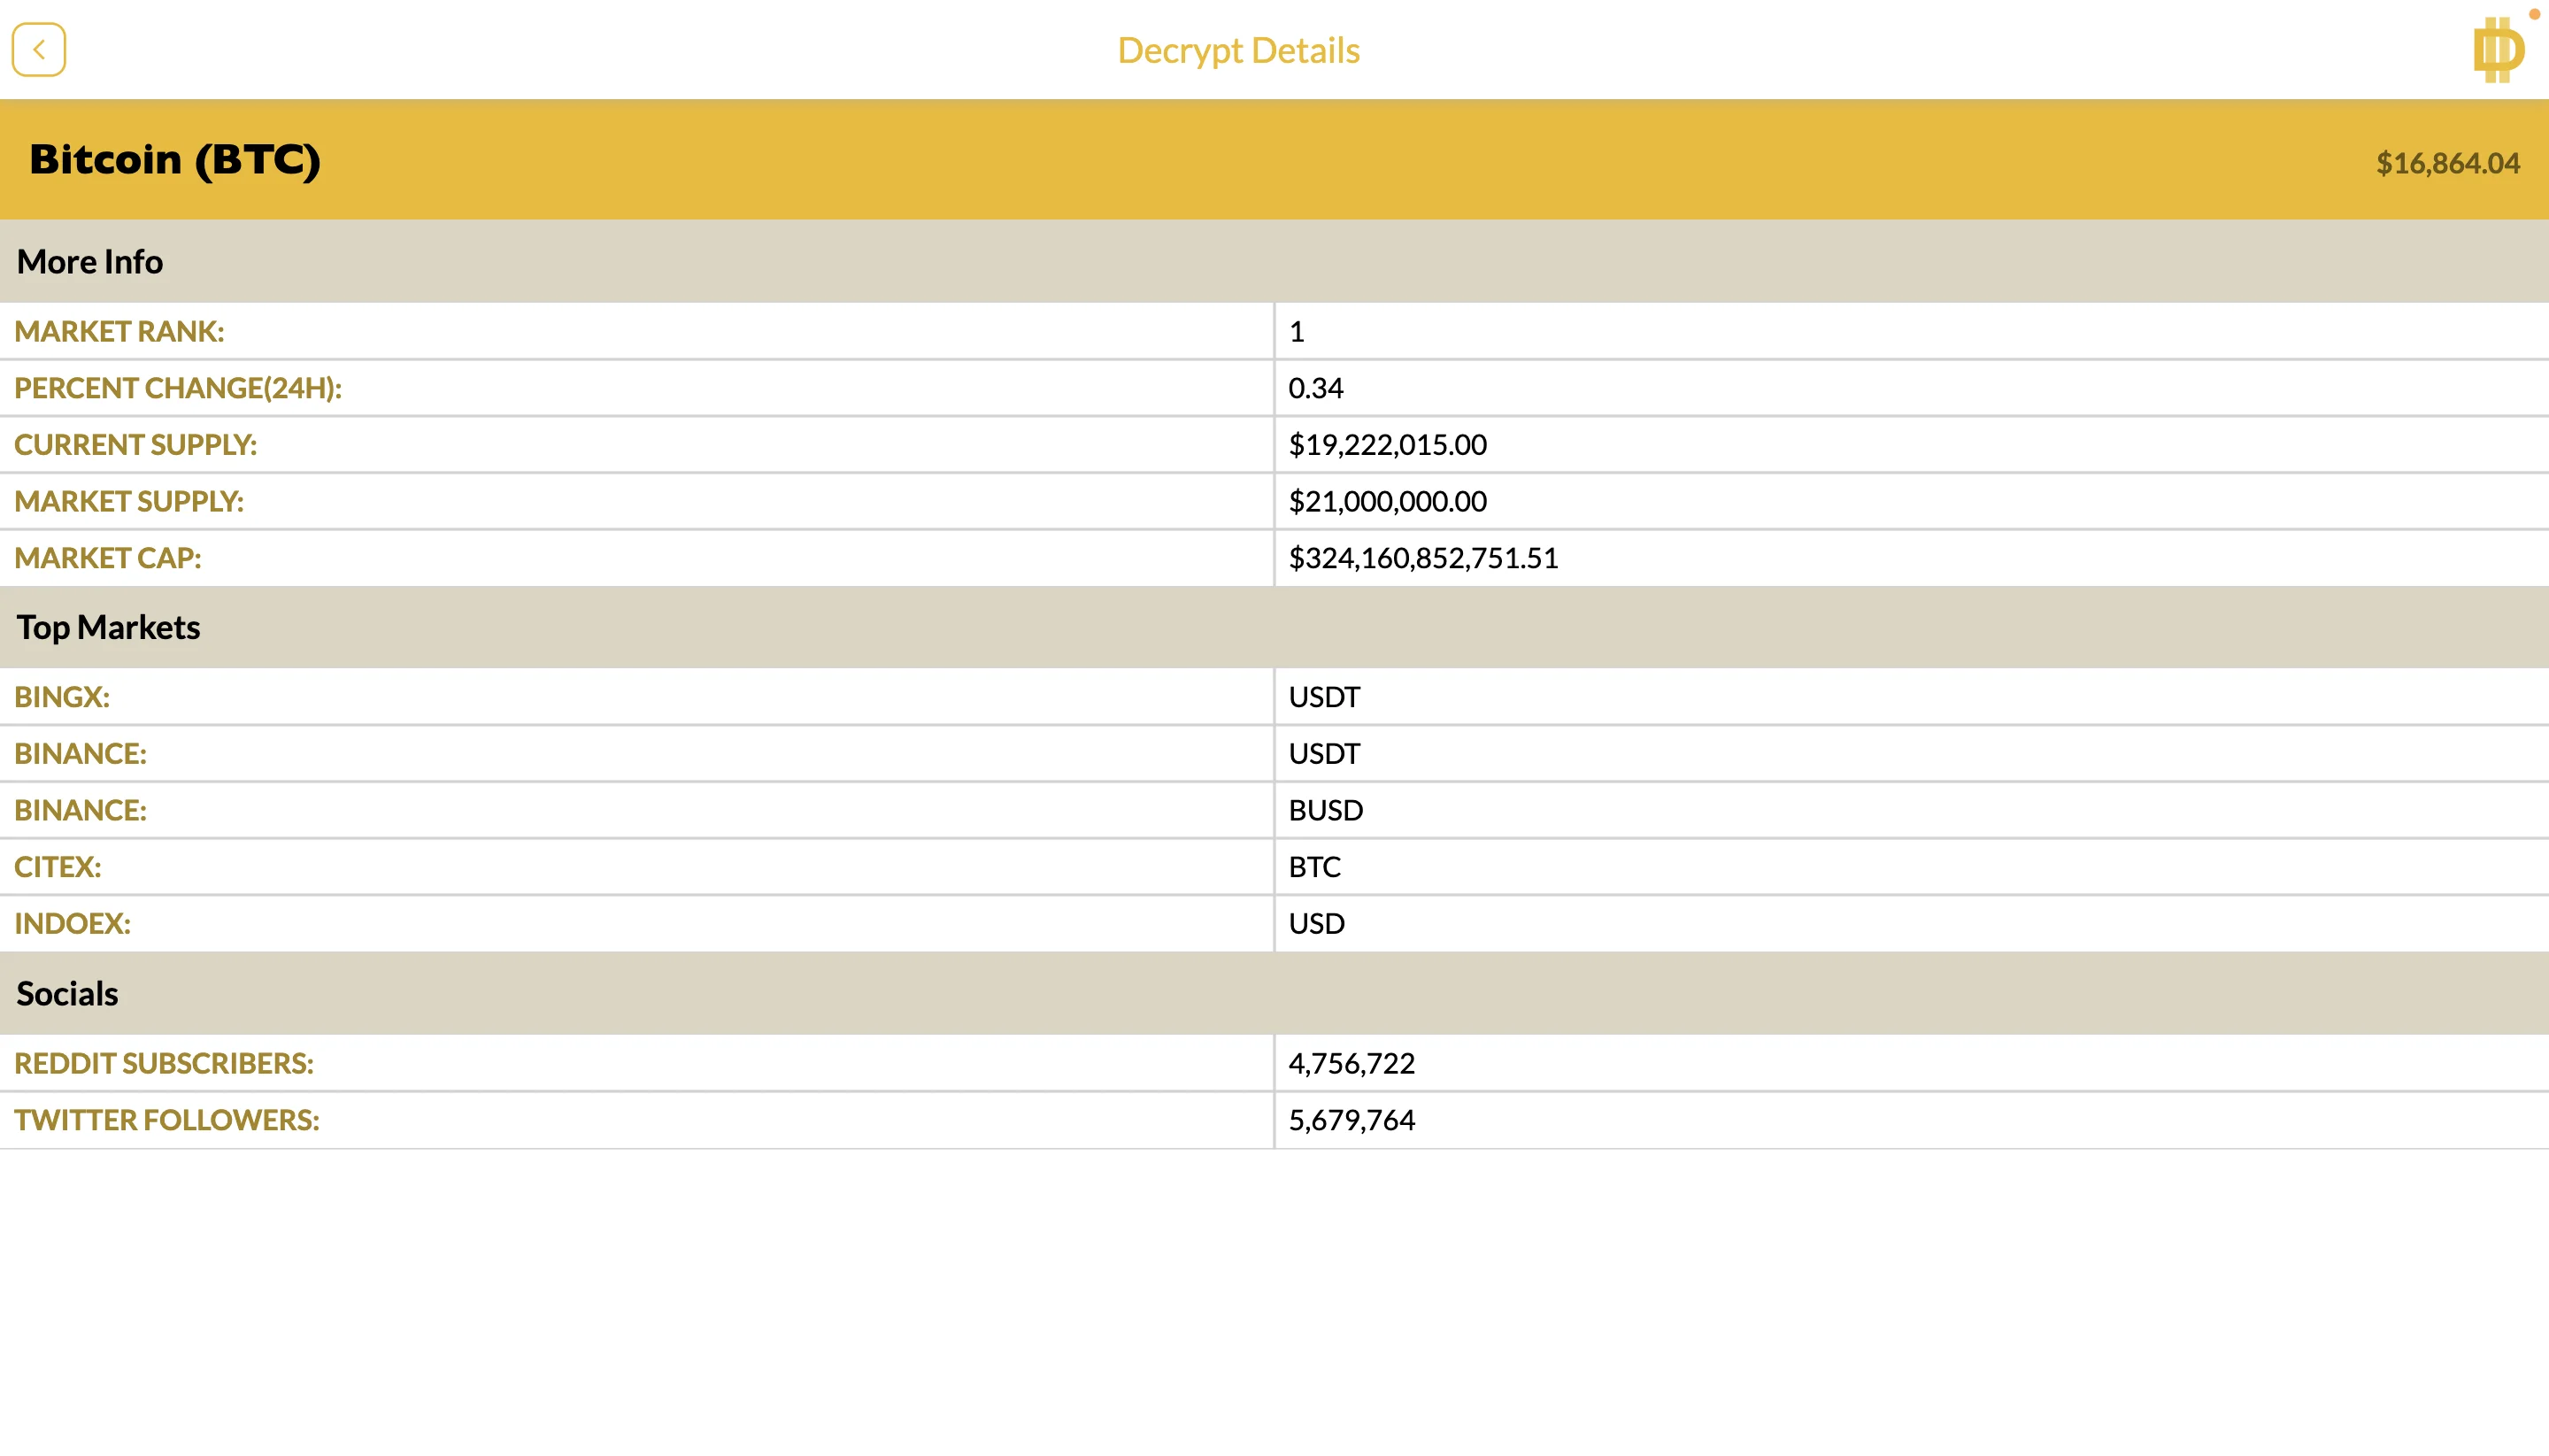 Decrypt Details
Bitcoin (BTC) $16,864.04
More Info
MARKET RANK: 1
PERCENT CHANGE(24H): 0.34
CURRENT SUPPLY: $19,222,015.00
MARKET SUPPLY: $21,000,000.00
MARKET CAP: $324,160,852,751.51
Top Markets
BINGX: USDT
BINANCE: USDT
BINANCE: BUSD
CITEX: BTC
INDOEX: USD
Socials
REDDIT SUBSCRIBERS: 4,756,722
TWITTER FOLLOWERS: 5,679,764